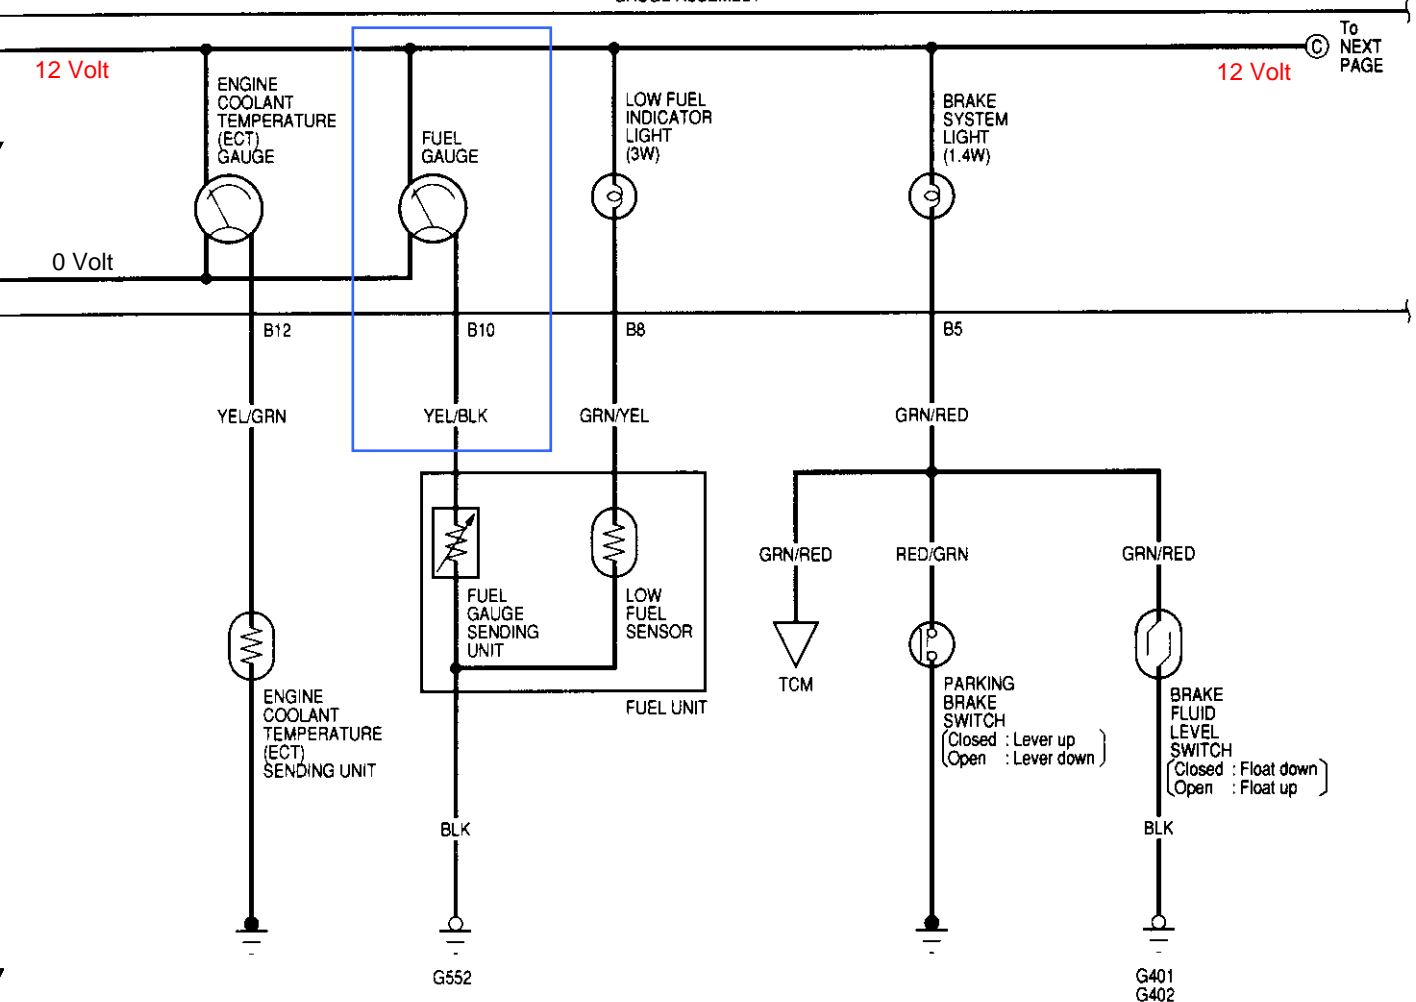 To
NEXT
PAGE
C
12 Volt
12 Volt
ENGINE
COOLANT
TEMPERATURE
(ECT)
GAUGE
FUEL
GAUGE
LOW FUEL
INDICATOR
LIGHT
(3W)
BRAKE
SYSTEM
LIGHT
(1.4W)
0 Volt
B12
B10
B8
B5
YEL/GRN
YEL/BLK
GRN/YEL
GRN/RED
GRN/RED
RED/GRN
GRN/RED
FUEL
GAUGE
SENDING
UNIT
LOW
FUEL
SENSOR
FUEL UNIT
TCM
ENGINE
COOLANT
TEMPERATURE
(ECT)
SENDING UNIT
PARKING
BRAKE
SWITCH
(Closed : Lever up
Open : Lever down)
BRAKE
FLUID
LEVEL
SWITCH
(Closed : Float down
Open : Float up)
BLK
BLK
G552
G401
G402